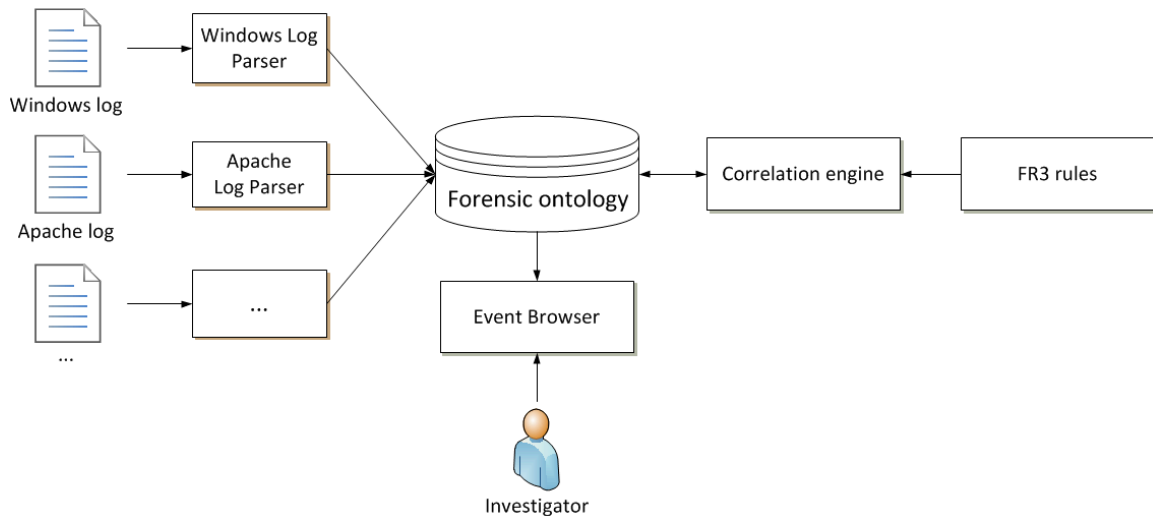 Windows log
Windows Log
Parser
Apache log
Apache
Log Parser
...
...
Forensic ontology
Correlation engine
FR3 rules
Event Browser
Investigator